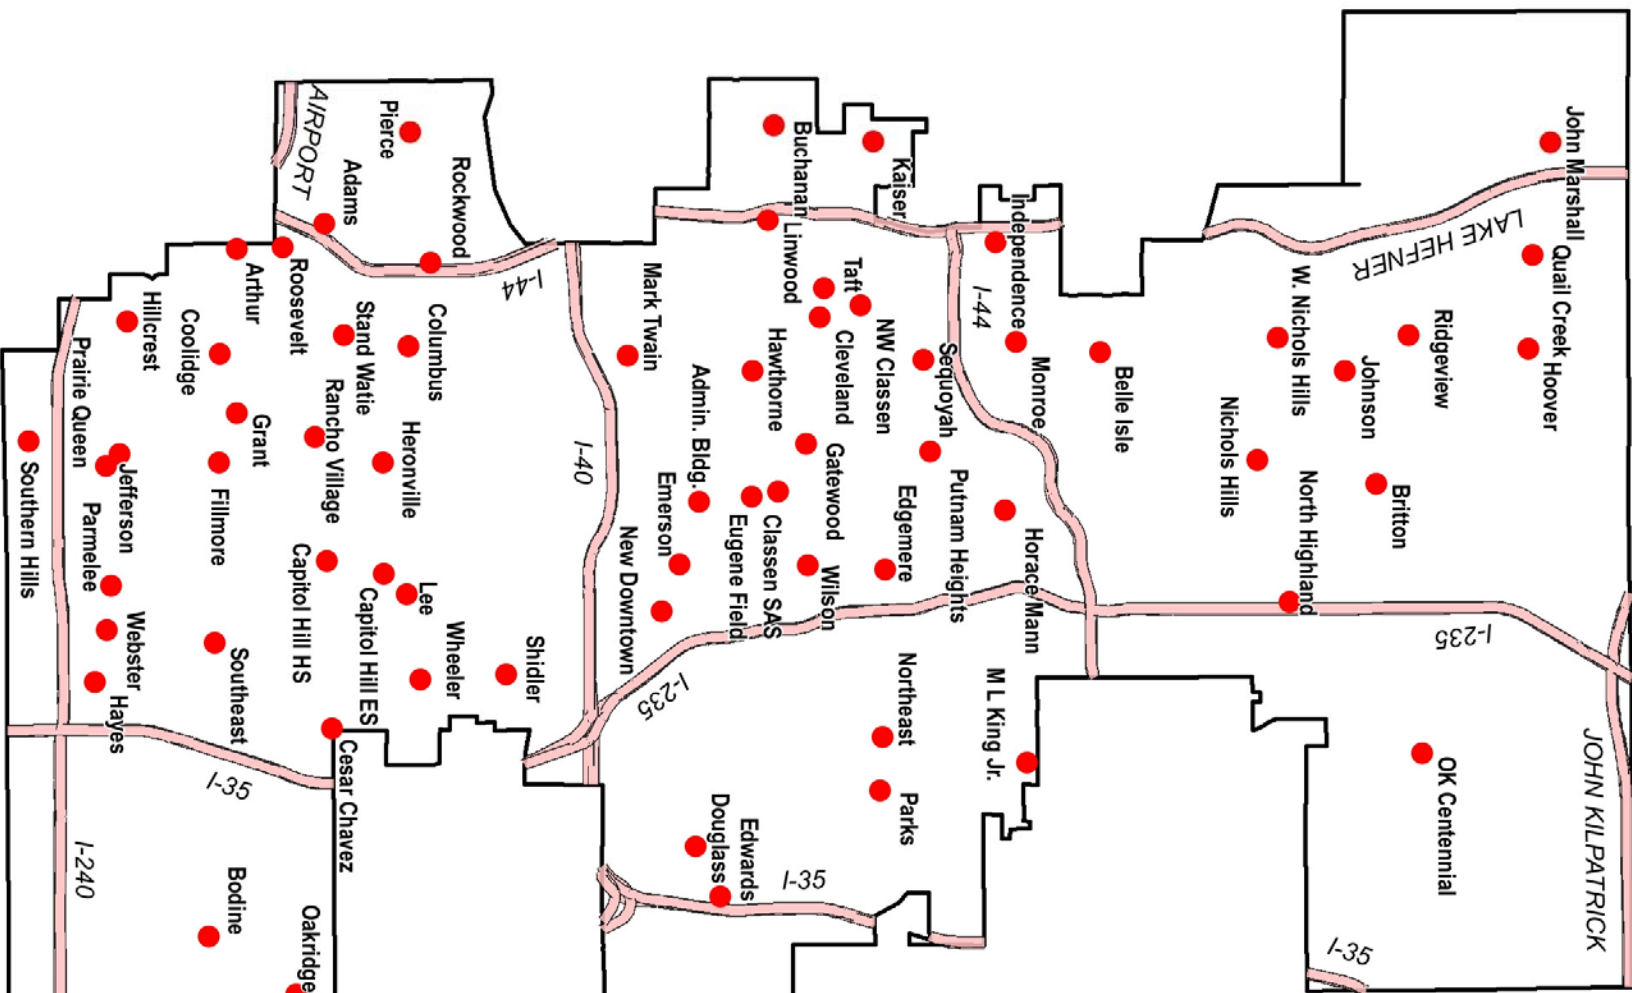 John Marshall
LAKE HEFNER
Quail Creek
Hoover
Ridgeview
W. Nichols Hills
Johnson
Nichols Hills
Britton
North Highland
I-235
JOHN KILPATRICK
OK Centennial
I-35
Independence
I-44
Monroe
Belle Isle
Kaiser
Buchanan
Linwood
Taft
NW Classen
Cleveland
Sequoyah
Hawthorne
Putnam Heights
Gatewood
Edgemere
Horace Mann
Mark Twain
Admin. Bldg.
Emerson
Eugene Field
Classen SAS
Wilson
New Downtown
I-40
I-235
Northeast
M L King Jr.
Parks
Douglass
Edwards
I-35
AIRPORT
Pierce
Adams
Rockwood
I-44
Arthur
Roosevelt
Hillcrest
Coolidge
Stand Watie
Columbus
Prairie Queen
Grant
Rancho Village
Heronville
Southern Hills
Jefferson
Fillmore
Parmelee
Capitol Hill HS
Capitol Hill ES
Lee
Wheeler
Shidler
Webster
Hayes
Southeast
I-35
Cesar Chavez
I-240
Bodine
Oakridge